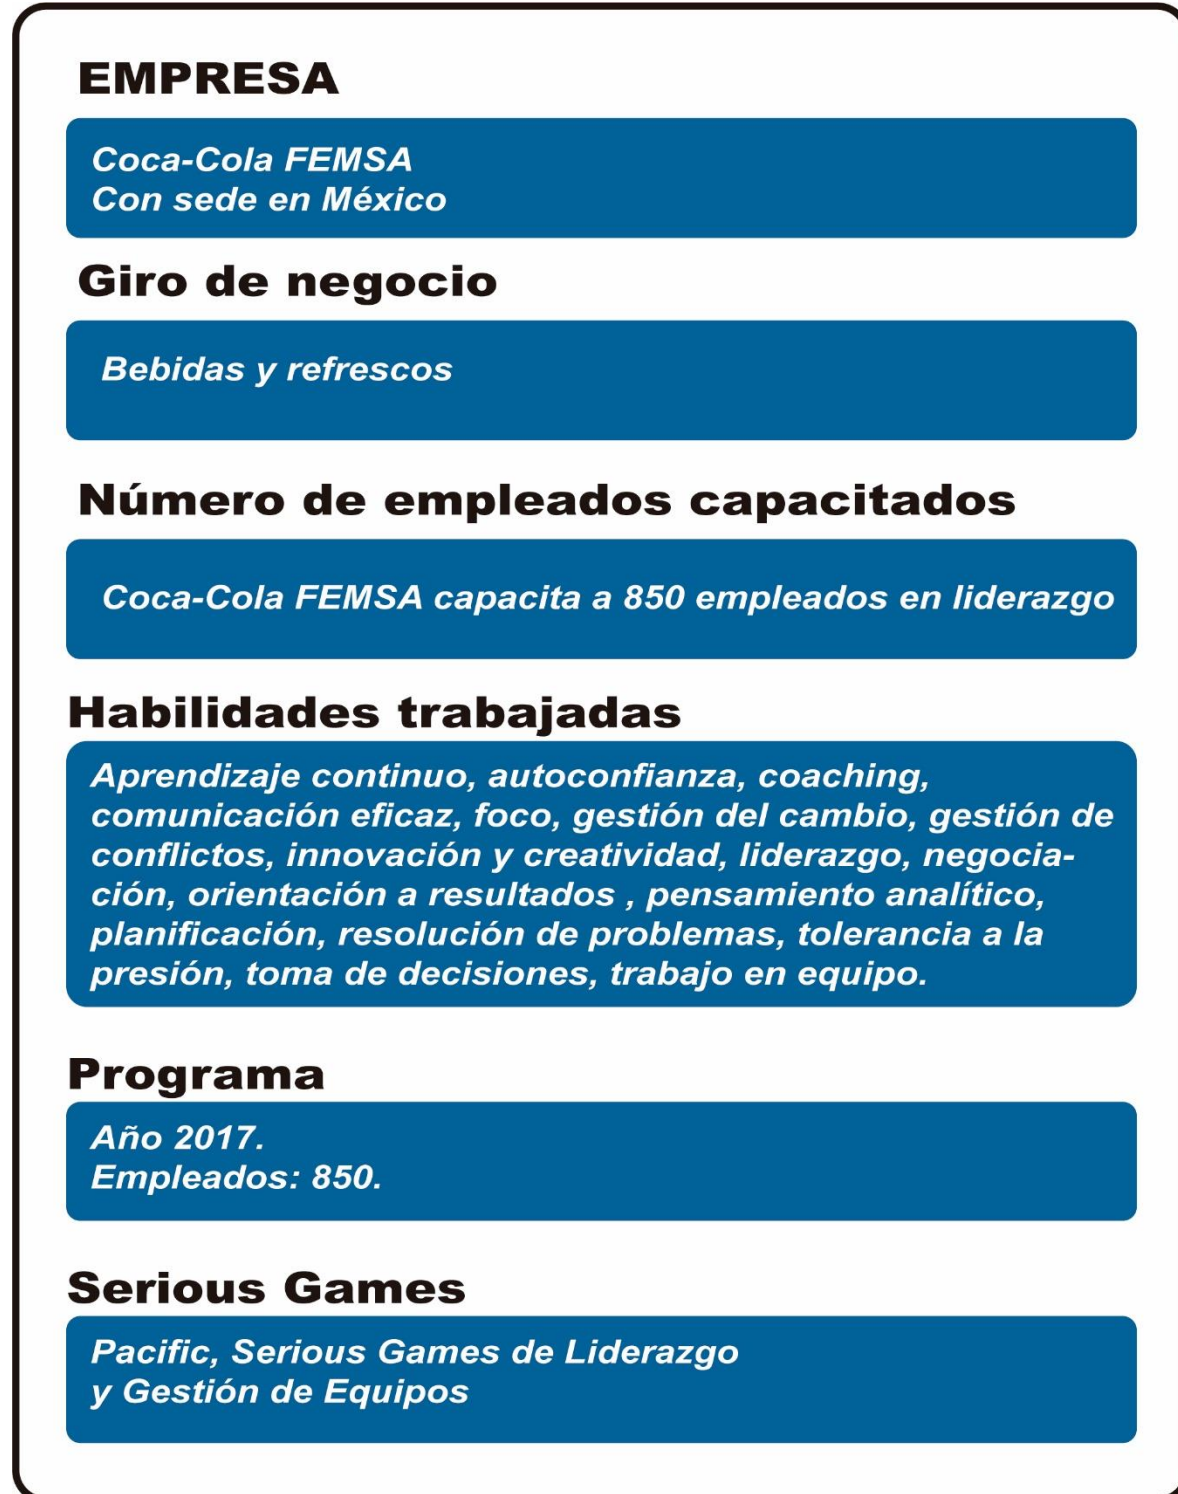 EMPRESA
Coca-Cola FEMSA
Con sede en México
Giro de negocio
Bebidas y refrescos
Número de empleados capacitados
Coca-Cola FEMSA capacita a 850 empleados en liderazgo
Habilidades trabajadas
Aprendizaje continuo, autoconfianza, coaching,
comunicación eficaz, foco, gestión del cambio, gestión de
conflictos, innovación y creatividad, liderazgo, negocia-
ción, orientación a resultados , pensamiento analítico,
planificación, resolución de problemas, tolerancia a la
presión, toma de decisiones, trabajo en equipo.
Programa
Año 2017.
Empleados: 850.
Serious Games
Pacific, Serious Games de Liderazgo
y Gestión de Equipos